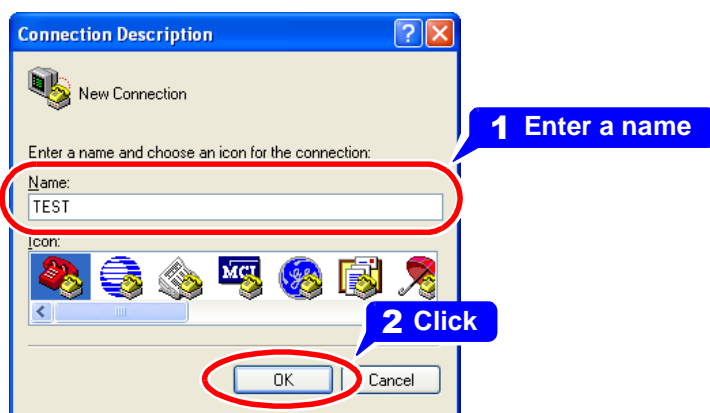 Connection Description
New Connection
1 Enter a name
Enter a name and choose an icon for the connection:
Name:
TEST
Icon:
MCI
2 Click
OK Cancel